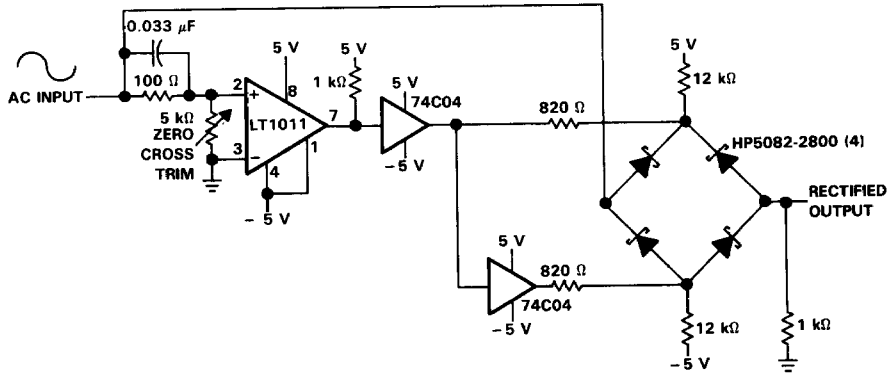 0.033 µF
100 Ω
AC INPUT
5 kΩ
ZERO
CROSS
TRIM
2
+
3
−
LT1011
5 V
8
7
1
4
− 5 V
5 V
1 kΩ
5 V
74C04
− 5 V
820 Ω
5 V
12 kΩ
HP5082-2800 (4)
RECTIFIED
OUTPUT
5 V
820 Ω
74C04
− 5 V
12 kΩ
−5 V
1 kΩ